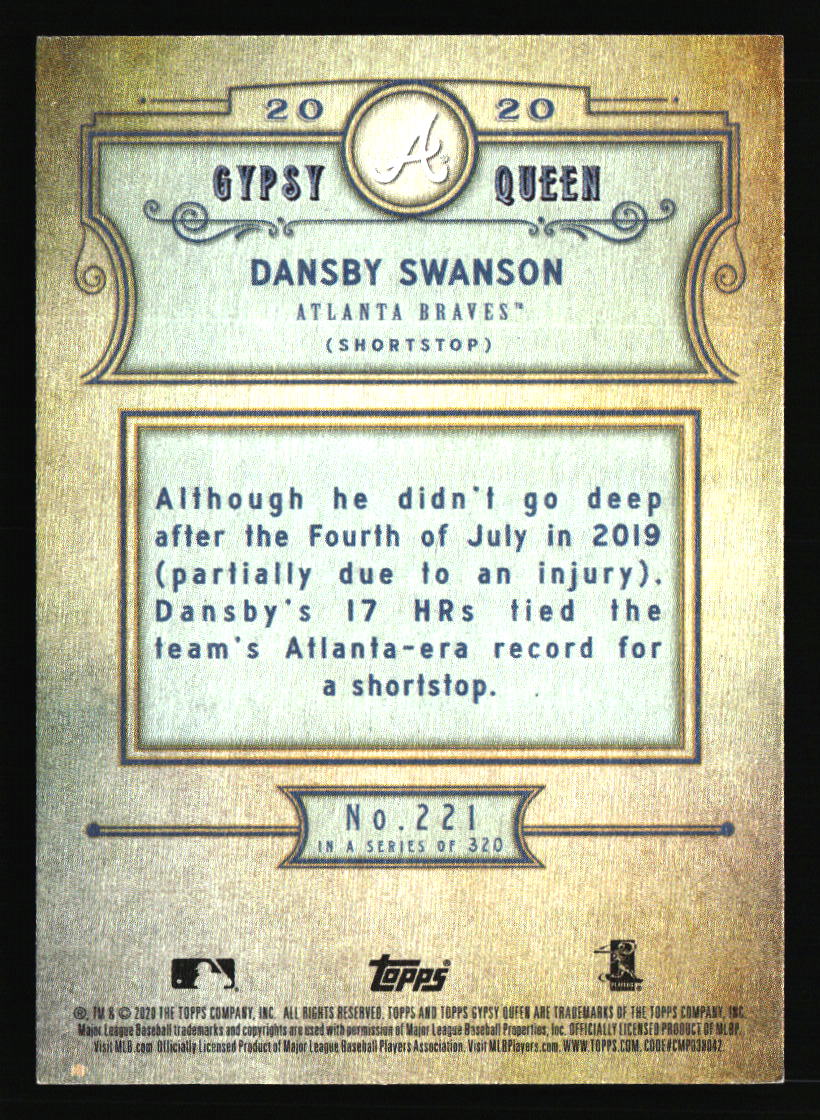 20 20
A
GYPSY QUEEN
DANSBY SWANSON
ATLANTA BRAVES™
(SHORTSTOP)
Although he didn't go deep
after the Fourth of July in 2019
(partially due to an injury),
Dansby's 17 HRs tied the
team's Atlanta-era record for
a shortstop.
No.221
IN A SERIES OF 320
topps®
PLAYERS
®, TM & © 2020 THE TOPPS COMPANY, INC. ALL RIGHTS RESERVED. TOPPS AND TOPPS GYPSY QUEEN ARE TRADEMARKS OF THE TOPPS COMPANY, INC.
Major League Baseball trademarks and copyrights are used with permission of Major League Baseball Properties, Inc. OFFICIALLY LICENSED PRODUCT OF MLBP.
Visit MLB.com Officially Licensed Product of Major League Baseball Players Association. Visit MLBPlayers.com. WWW.TOPPS.COM. CODE#CMP038042.